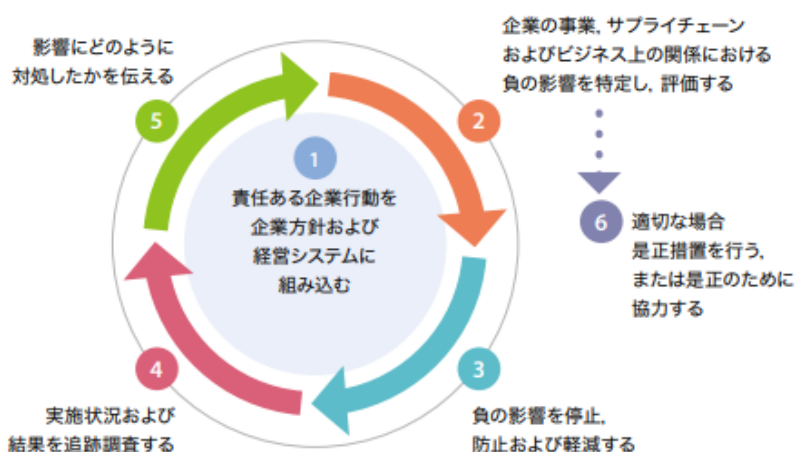 1
責任ある企業行動を
企業方針および
経営システムに
組み込む
2
企業の事業，サプライチェーン
およびビジネス上の関係における
負の影響を特定し，評価する
3
負の影響を停止，
防止および軽減する
4
実施状況および
結果を追跡調査する
5
影響にどのように
対処したかを伝える
6
適切な場合
是正措置を行う，
または是正のために
協力する